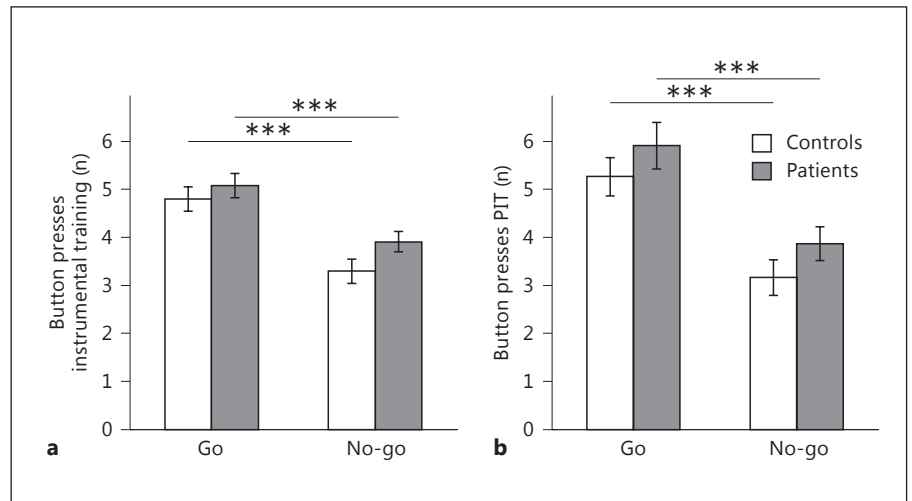 Button presses
instrumental training (n)
6
5
4
3
2
1
0
***
***
Go
No-go
a
Button presses PIT (n)
6
5
4
3
2
1
0
***
***
Controls
Patients
Go
No-go
b